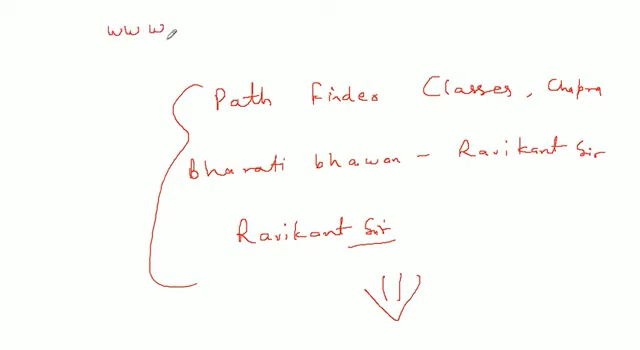 www.
Path Finder Classes, Chapra
Bharati bhawan - Ravikant Sir
Ravikant Sir